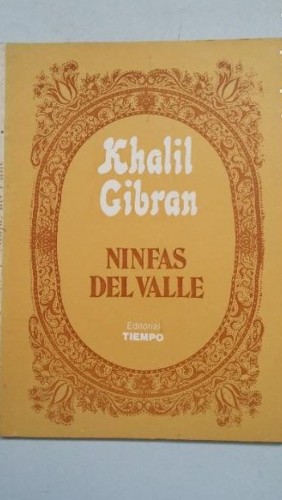 Khalil
Gibran
NINFAS
DEL VALLE
Editorial
TIEMPO